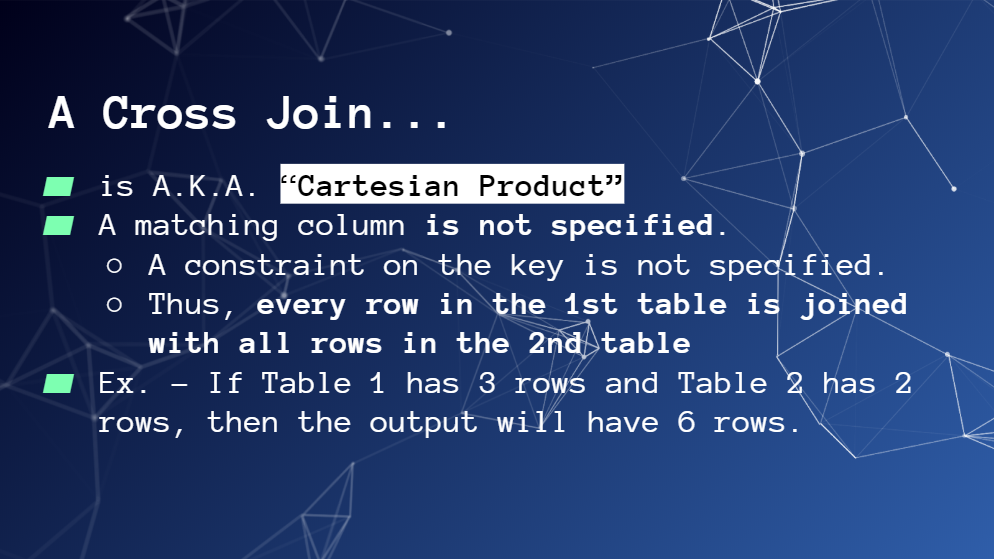 A Cross Join...
is A.K.A. “Cartesian Product”
A matching column is not specified.
○ A constraint on the key is not specified.
○ Thus, every row in the 1st table is joined
with all rows in the 2nd table
Ex. – If Table 1 has 3 rows and Table 2 has 2
rows, then the output will have 6 rows.